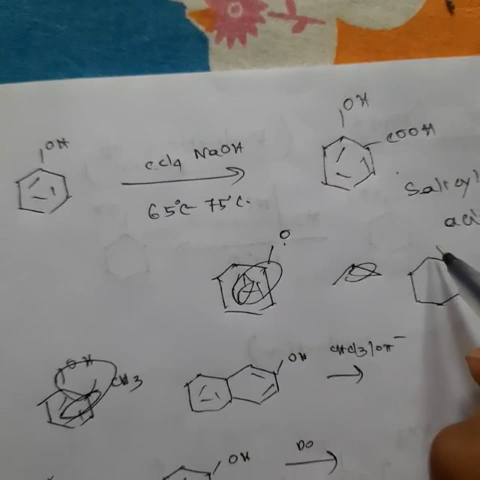 OH
OH
CCl4 NaOH
COOH
65°C 75°C.
Salicyl
aci
O
OH
CH3
OH
CHCl3/OH⁻
OH
DO